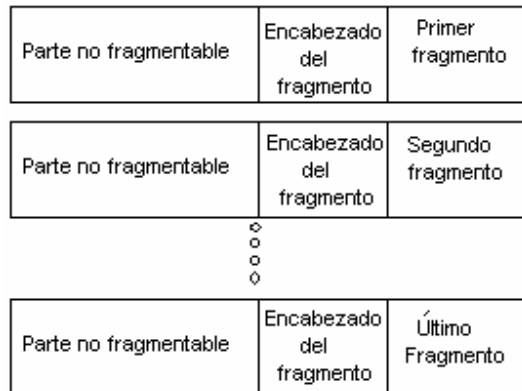 Parte no fragmentable
Encabezado
del
fragmento
Primer
fragmento
Parte no fragmentable
Encabezado
del
fragmento
Segundo
fragmento
Parte no fragmentable
Encabezado
del
fragmento
Último
Fragmento